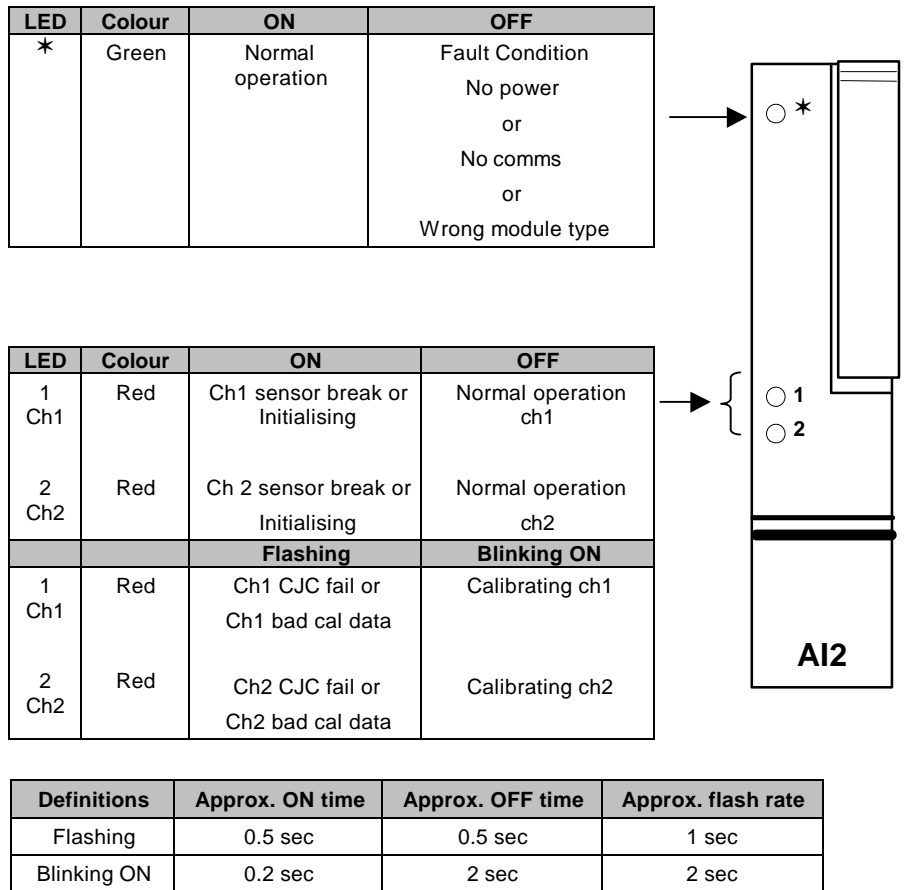 LED Colour ON OFF
✶ Green Normal operation Fault Condition
No power
or
No comms
or
Wrong module type
✶
LED Colour ON OFF
1 Ch1 Red Ch1 sensor break or Initialising Normal operation ch1
2 Ch2 Red Ch 2 sensor break or Initialising Normal operation ch2
Flashing Blinking ON
1 Ch1 Red Ch1 CJC fail or Ch1 bad cal data Calibrating ch1
2 Ch2 Red Ch2 CJC fail or Ch2 bad cal data Calibrating ch2
1
2
AI2
Definitions Approx. ON time Approx. OFF time Approx. flash rate
Flashing 0.5 sec 0.5 sec 1 sec
Blinking ON 0.2 sec 2 sec 2 sec